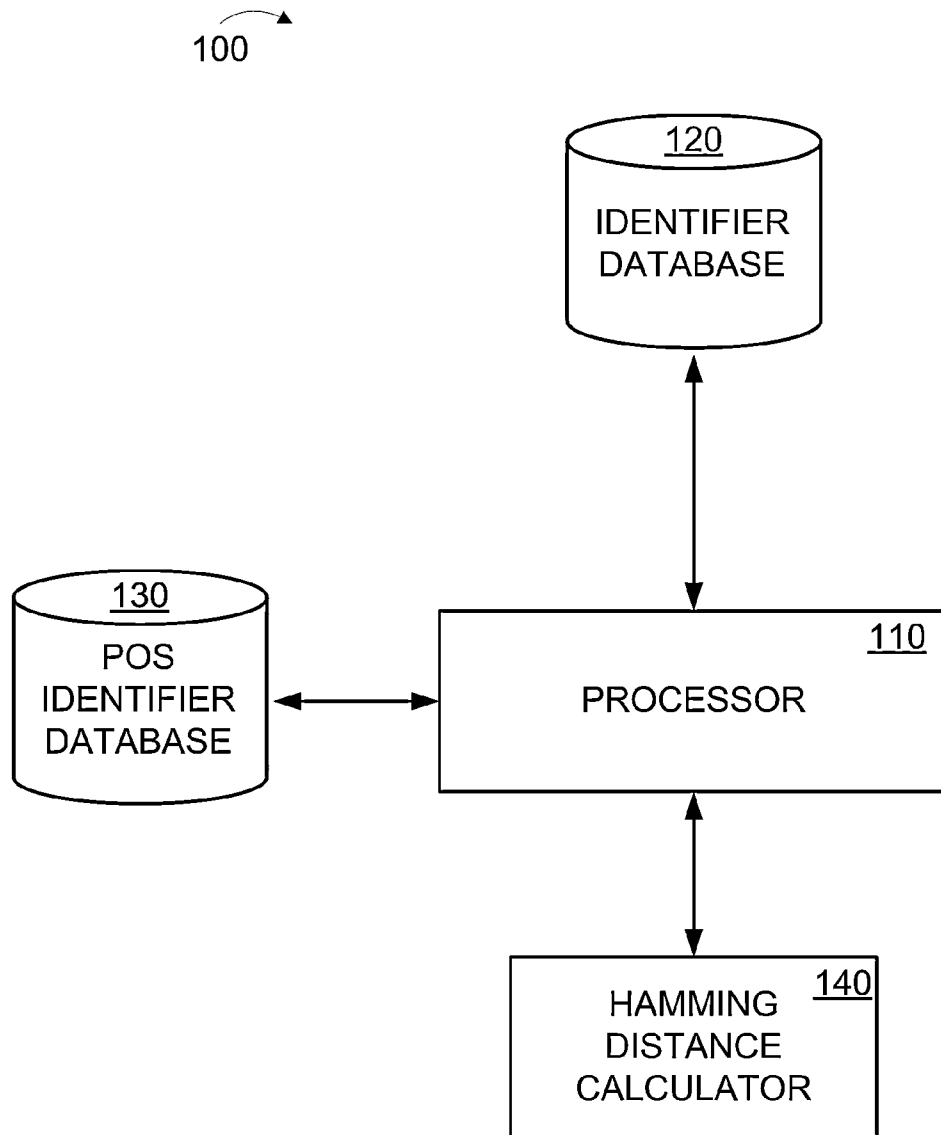 100
120
IDENTIFIER
DATABASE
130
POS
IDENTIFIER
DATABASE
110
PROCESSOR
140
HAMMING
DISTANCE
CALCULATOR